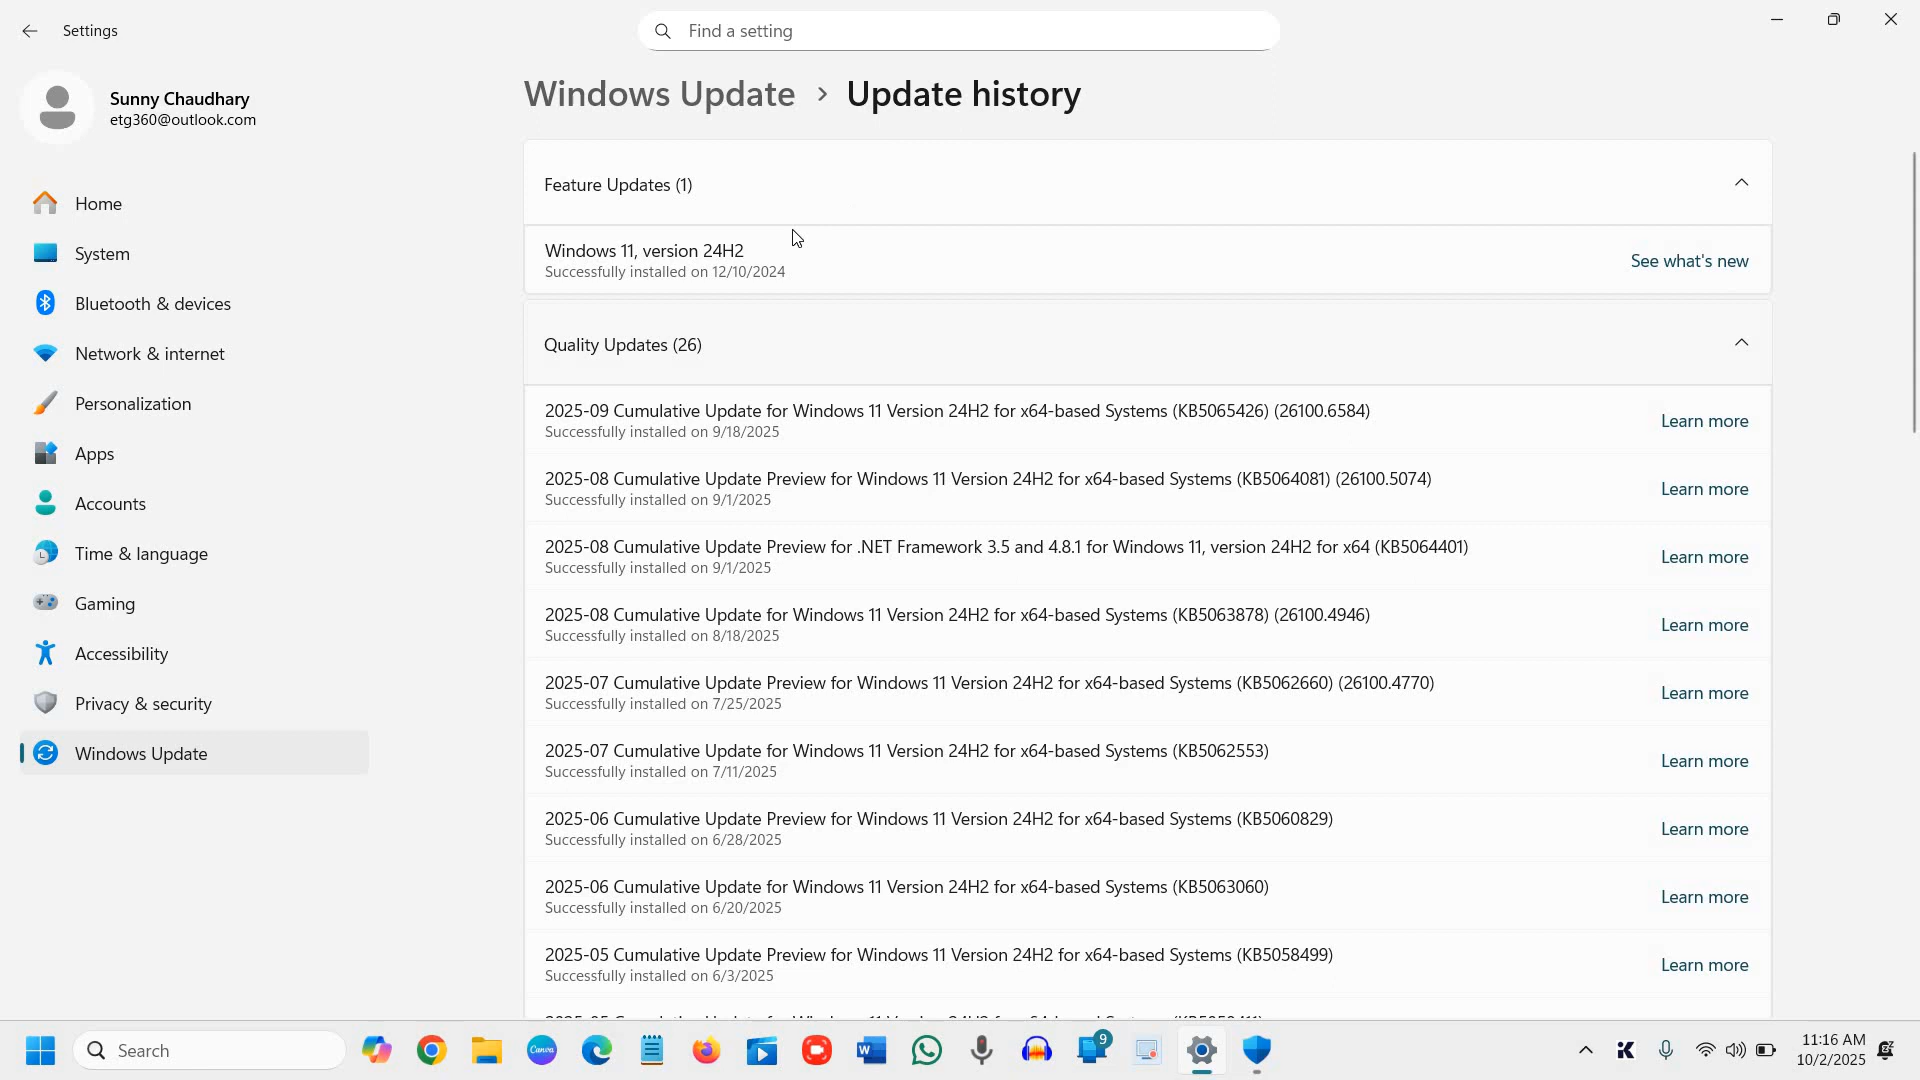 Settings
Find a setting
Sunny Chaudhary
etg360@outlook.com
Home
System
Bluetooth & devices
Network & internet
Personalization
Apps
Accounts
Time & language
Gaming
Accessibility
Privacy & security
Windows Update
Windows Update > Update history
Feature Updates (1)
Windows 11, version 24H2
Successfully installed on 12/10/2024
See what's new
Quality Updates (26)
2025-09 Cumulative Update for Windows 11 Version 24H2 for x64-based Systems (KB5065426) (26100.6584)
Successfully installed on 9/18/2025
Learn more
2025-08 Cumulative Update Preview for Windows 11 Version 24H2 for x64-based Systems (KB5064081) (26100.5074)
Successfully installed on 9/1/2025
Learn more
2025-08 Cumulative Update Preview for .NET Framework 3.5 and 4.8.1 for Windows 11, version 24H2 for x64 (KB5064401)
Successfully installed on 9/1/2025
Learn more
2025-08 Cumulative Update for Windows 11 Version 24H2 for x64-based Systems (KB5063878) (26100.4946)
Successfully installed on 8/18/2025
Learn more
2025-07 Cumulative Update Preview for Windows 11 Version 24H2 for x64-based Systems (KB5062660) (26100.4770)
Successfully installed on 7/25/2025
Learn more
2025-07 Cumulative Update for Windows 11 Version 24H2 for x64-based Systems (KB5062553)
Successfully installed on 7/11/2025
Learn more
2025-06 Cumulative Update Preview for Windows 11 Version 24H2 for x64-based Systems (KB5060829)
Successfully installed on 6/28/2025
Learn more
2025-06 Cumulative Update for Windows 11 Version 24H2 for x64-based Systems (KB5063060)
Successfully installed on 6/20/2025
Learn more
2025-05 Cumulative Update Preview for Windows 11 Version 24H2 for x64-based Systems (KB5058499)
Successfully installed on 6/3/2025
Learn more
Search
Canva
9
11:16 AM
10/2/2025